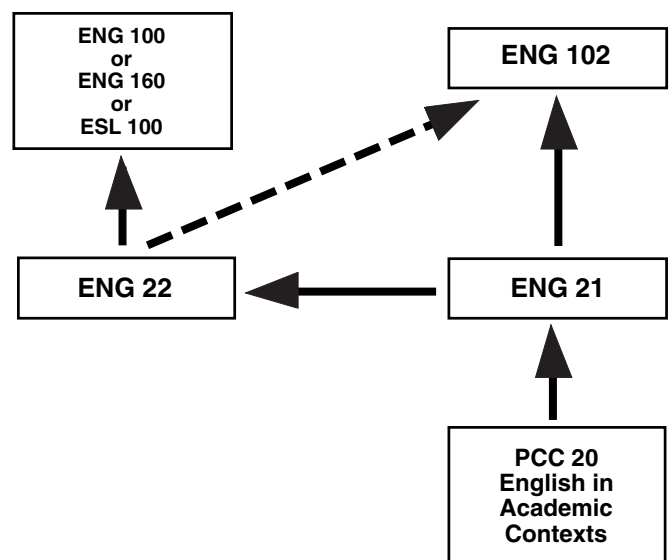 ENG 100
or
ENG 160
or
ESL 100
ENG 102
ENG 22
ENG 21
PCC 20
English in
Academic
Contexts